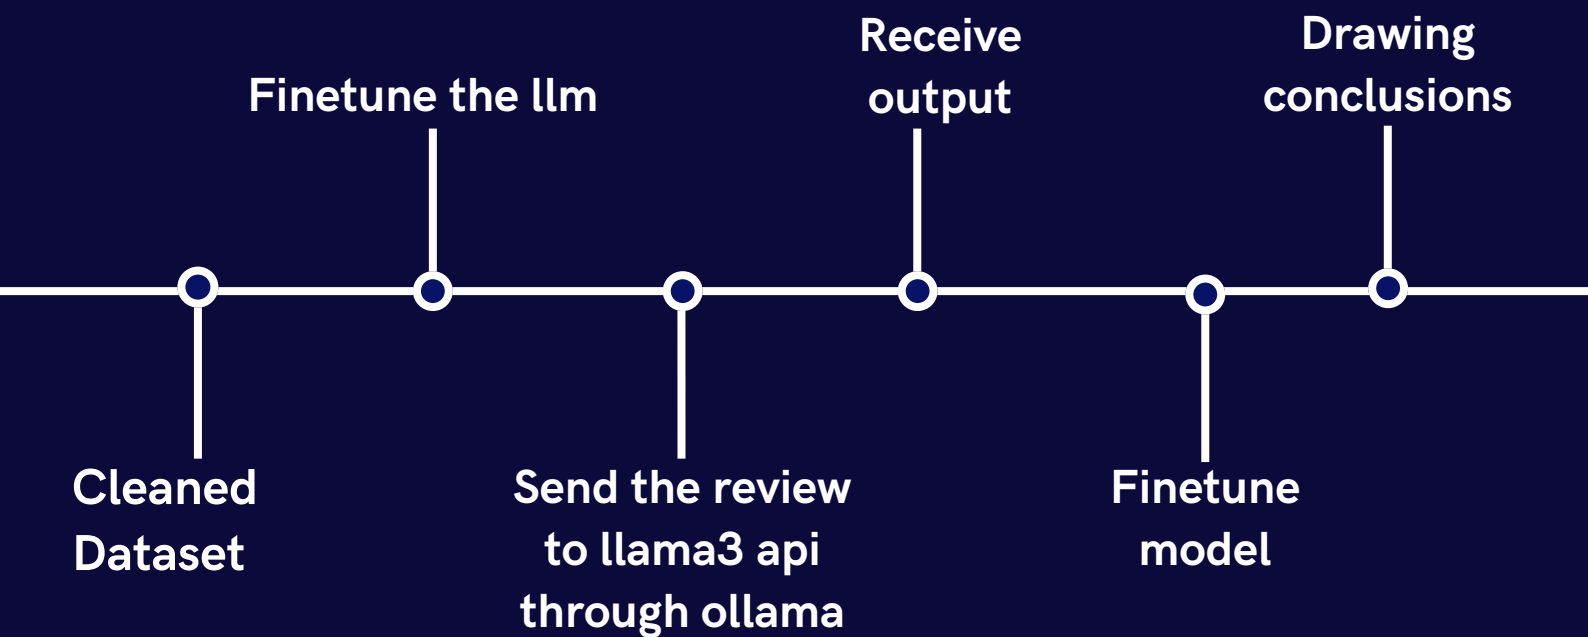 Cleaned
Dataset
Finetune the llm
Send the review
to llama3 api
through ollama
Receive
output
Finetune
model
Drawing
conclusions